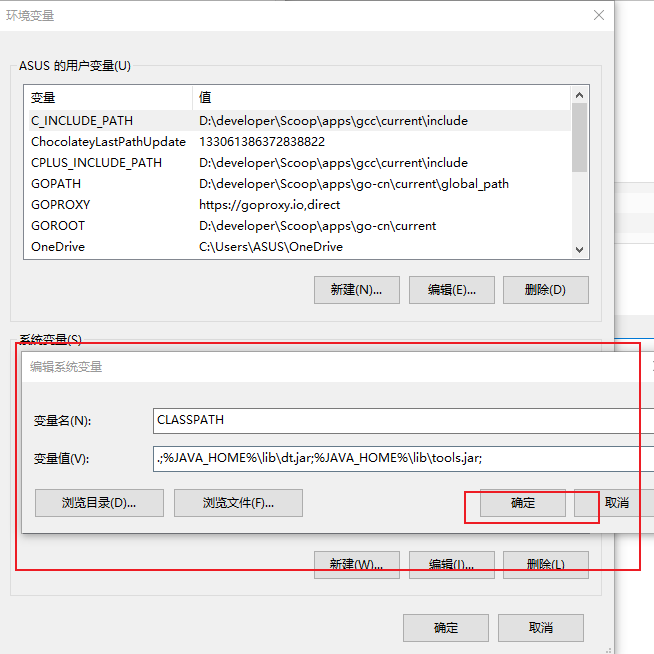 环境变量
ASUS 的用户变量(U)
变量 值
C_INCLUDE_PATH D:\developer\Scoop\apps\gcc\current\include
ChocolateyLastPathUpdate 133061386372838822
CPLUS_INCLUDE_PATH D:\developer\Scoop\apps\gcc\current\include
GOPATH D:\developer\Scoop\apps\go-cn\current\global_path
GOPROXY https://goproxy.io,direct
GOROOT D:\developer\Scoop\apps\go-cn\current
OneDrive C:\Users\ASUS\OneDrive
新建(N)... 编辑(E)... 删除(D)
系统变量(S)
编辑系统变量
变量名(N): CLASSPATH
变量值(V): .;%JAVA_HOME%\lib\dt.jar;%JAVA_HOME%\lib\tools.jar;
浏览目录(D)... 浏览文件(F)... 确定 取消
新建(W)... 编辑(I)... 删除(L)
确定 取消